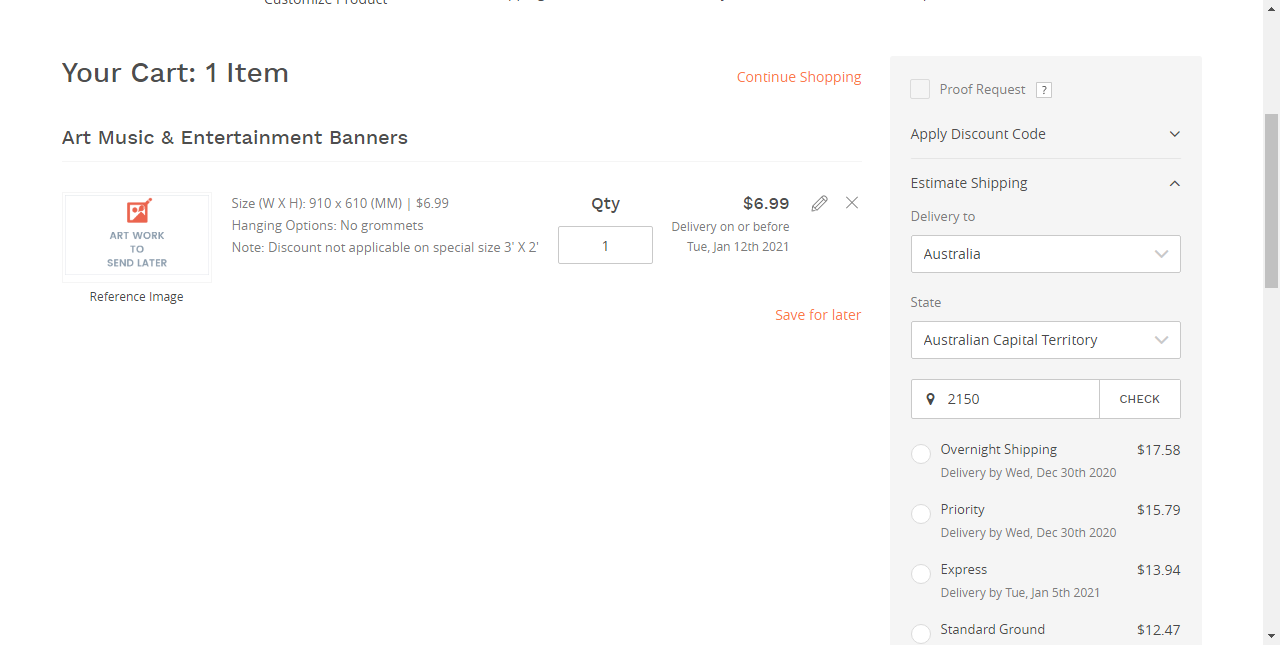 Customize Product
Your Cart: 1 Item
Continue Shopping
Art Music & Entertainment Banners
ART WORK
TO
SEND LATER
Reference Image
Size (W X H): 910 x 610 (MM) | $6.99
Hanging Options: No grommets
Note: Discount not applicable on special size 3' X 2'
Qty
1
$6.99
Delivery on or before
Tue, Jan 12th 2021
Save for later
Proof Request ?
Apply Discount Code
Estimate Shipping
Delivery to
Australia
State
Australian Capital Territory
2150 CHECK
Overnight Shipping $17.58
Delivery by Wed, Dec 30th 2020
Priority $15.79
Delivery by Wed, Dec 30th 2020
Express $13.94
Delivery by Tue, Jan 5th 2021
Standard Ground $12.47